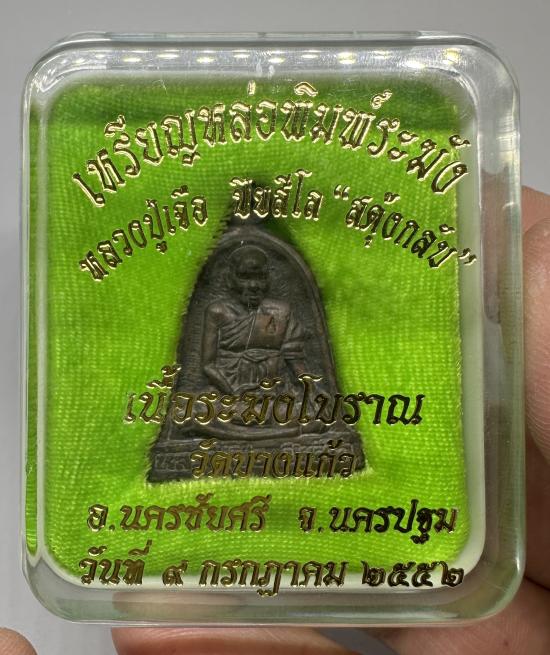 เหรียญหล่อพิมพ์ระฆัง
หลวงปู่เจือ ปิยสีโล "สดุ้งกลับ"
เนื้อระฆังโบราณ
วัดบางแก้ว
อ.นครชัยศรี จ.นครปฐม
วันที่ ๙ กรกฎาคม ๒๕๕๒